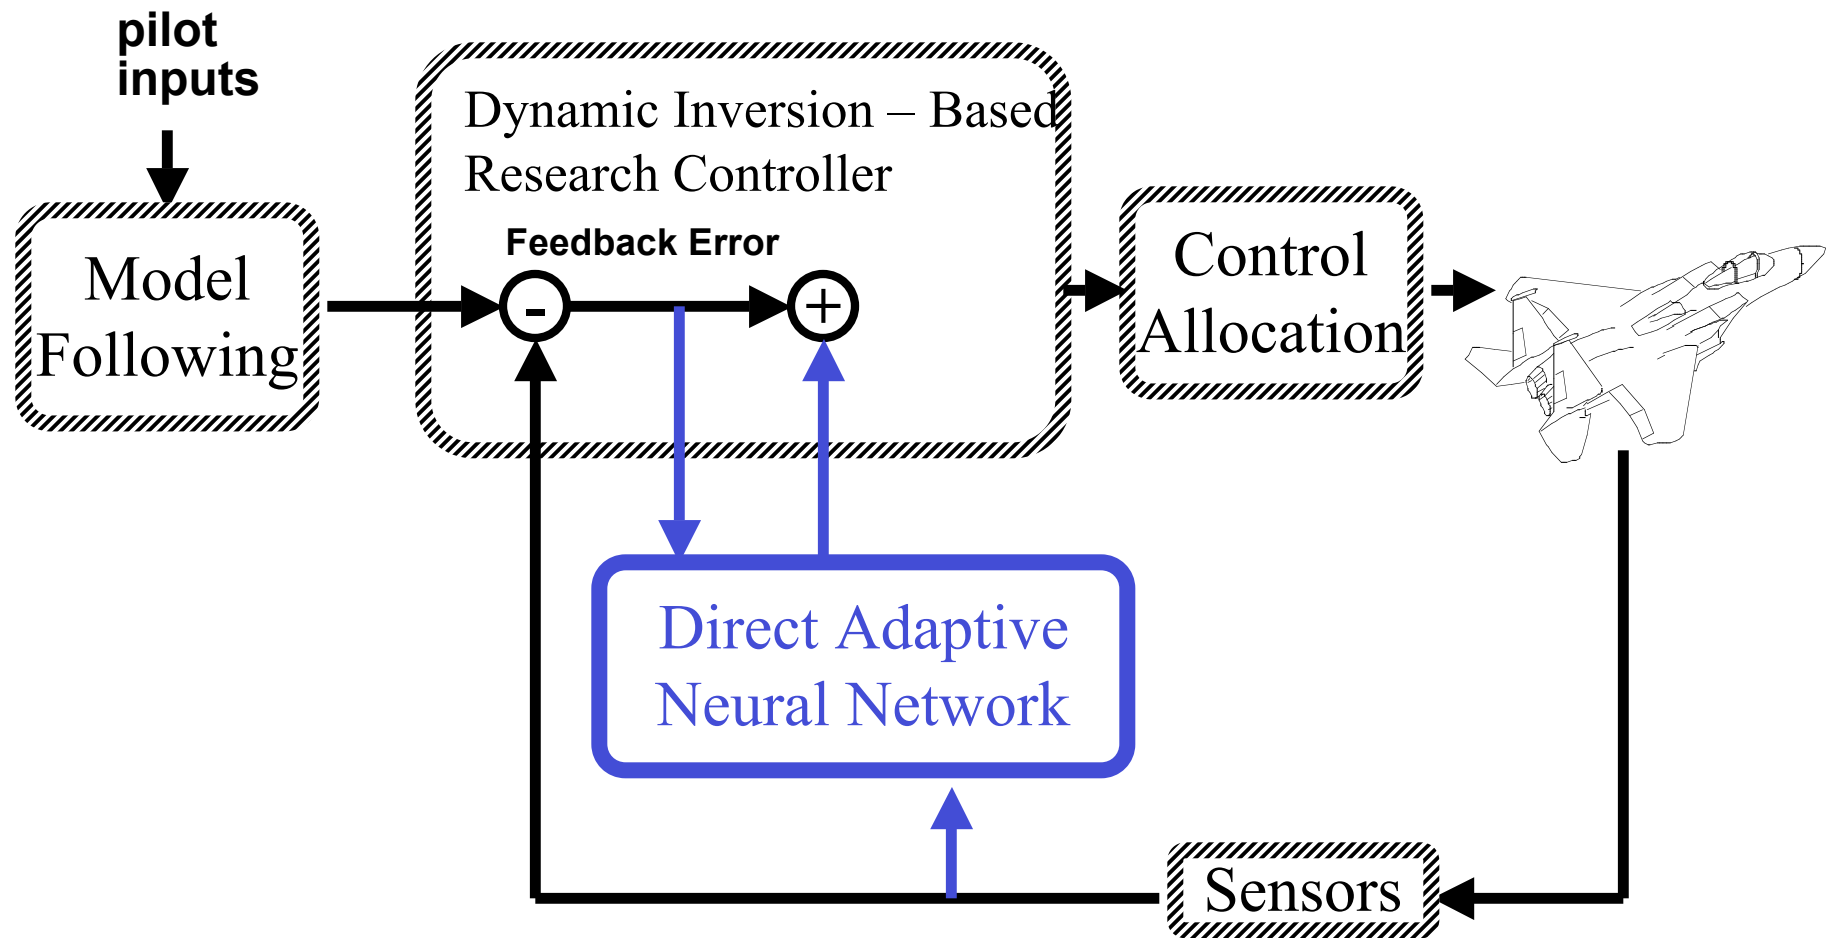 pilot
inputs
Dynamic Inversion – Based
Research Controller
Feedback Error
Model
Following
-
+
Control
Allocation
Direct Adaptive
Neural Network
Sensors